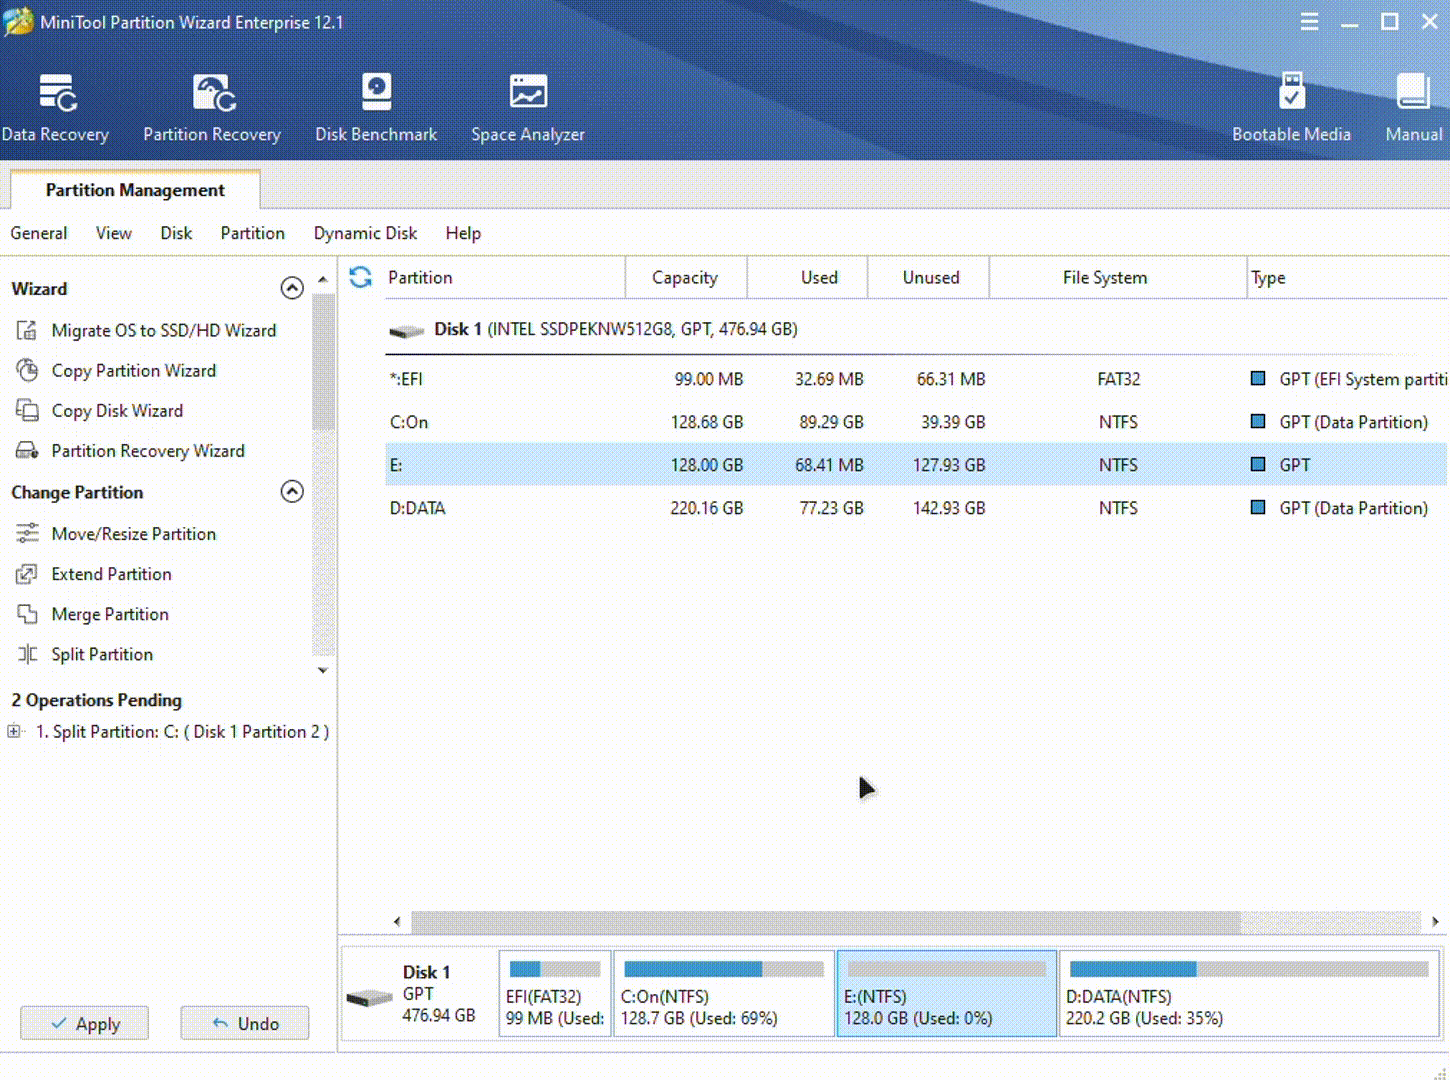 MiniTool Partition Wizard Enterprise 12.1
Data Recovery
Partition Recovery
Disk Benchmark
Space Analyzer
Bootable Media
Manual
Partition Management
General View Disk Partition Dynamic Disk Help
Wizard
Migrate OS to SSD/HD Wizard
Copy Partition Wizard
Copy Disk Wizard
Partition Recovery Wizard
Change Partition
Move/Resize Partition
Extend Partition
Merge Partition
Split Partition
2 Operations Pending
1. Split Partition: C: ( Disk 1 Partition 2 )
Apply Undo
Partition Capacity Used Unused File System Type
Disk 1 (INTEL SSDPEKNW512G8, GPT, 476.94 GB)
*:EFI 99.00 MB 32.69 MB 66.31 MB FAT32 GPT (EFI System partiti
C:On 128.68 GB 89.29 GB 39.39 GB NTFS GPT (Data Partition)
E: 128.00 GB 68.41 MB 127.93 GB NTFS GPT
D:DATA 220.16 GB 77.23 GB 142.93 GB NTFS GPT (Data Partition)
Disk 1
GPT
476.94 GB
EFI(FAT32)
99 MB (Used:
C:On(NTFS)
128.7 GB (Used: 69%)
E:(NTFS)
128.0 GB (Used: 0%)
D:DATA(NTFS)
220.2 GB (Used: 35%)